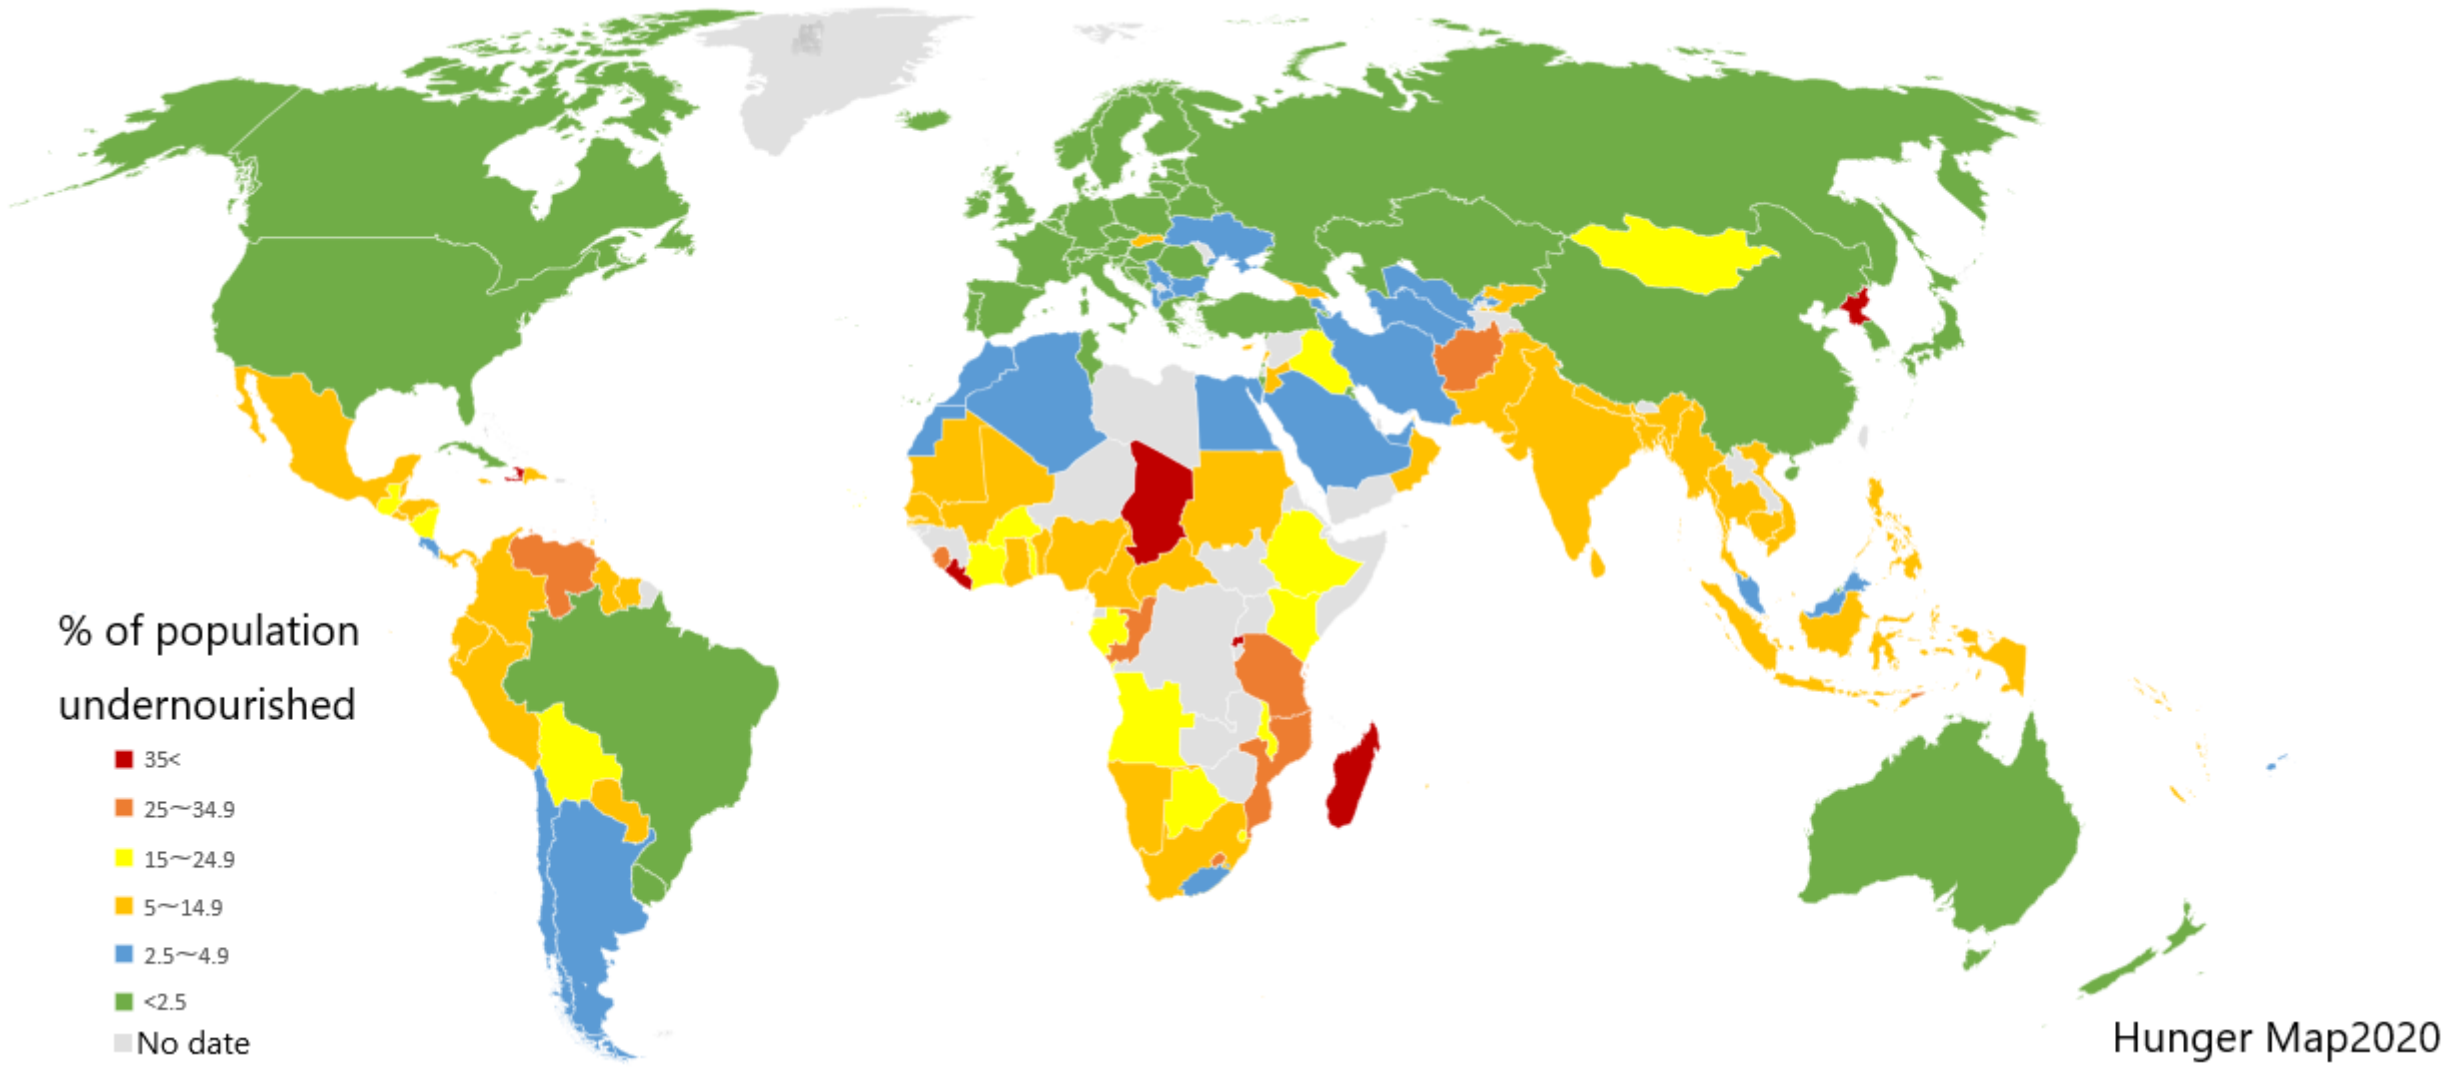 % of population
undernourished
35<
25～34.9
15～24.9
5～14.9
2.5～4.9
<2.5
No date
Hunger Map2020